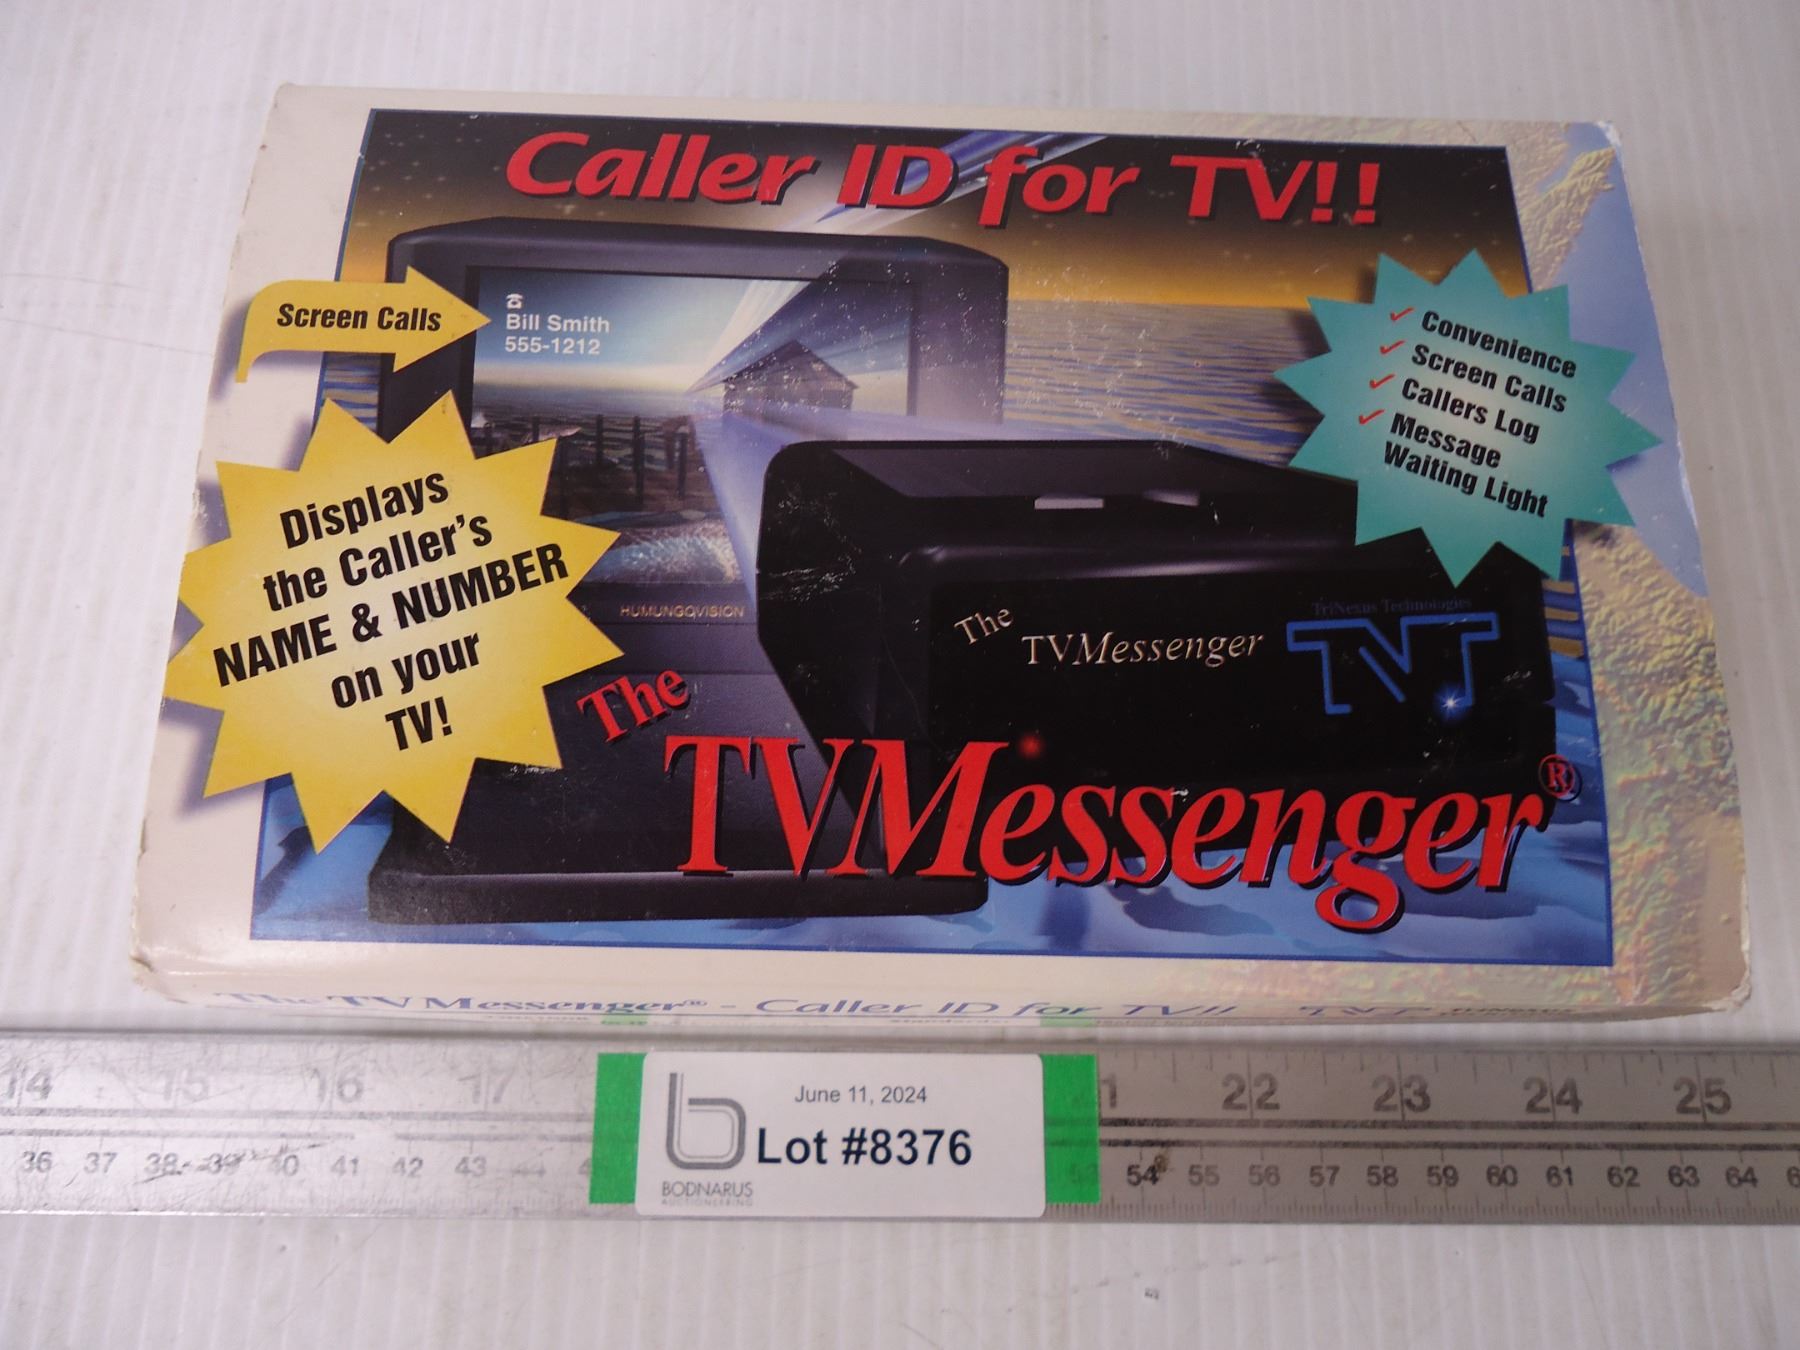 Caller ID for TV!!
Screen Calls
Bill Smith
555-1212
✓ Convenience
✓ Screen Calls
✓ Callers Log
✓ Message
Waiting Light
Displays
the Caller's
NAME & NUMBER
on your
TV!
HUMUNGOVISION
The TVMessenger
TriNexus Technologies
TNT
The
TVMessenger®
The TVMessenger® - Caller ID for TV!!
14 15 16 17 22 23 24 25
36 37 38 39 40 41 42 43 53 54 55 56 57 58 59 60 61 62 63 64
June 11, 2024
Lot #8376
b
BODNARUS
AUCTIONEERING